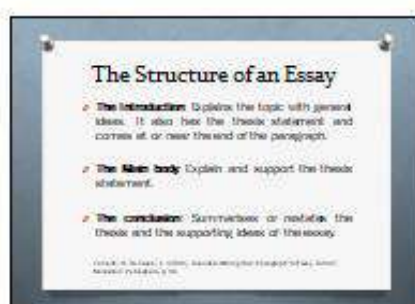 The Structure of an Essay
The Introduction: Explains the topic with general
ideas. It also has the thesis statement and
comes at or near the end of the paragraph.
The Main body: Explain and support the thesis
statement.
The conclusion: Summarises or restates the
thesis and the supporting ideas of the essay.